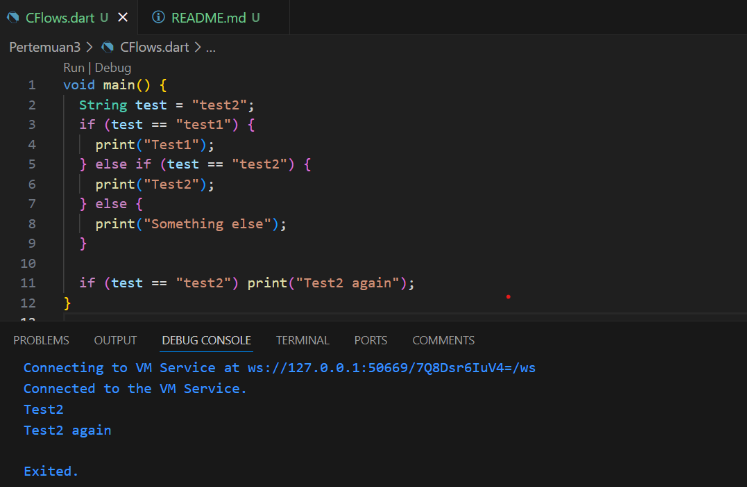 CFlows.dart U
README.md U
Pertemuan3 > CFlows.dart > ...
Run | Debug
1 void main() {
2 String test = "test2";
3 if (test == "test1") {
4 print("Test1");
5 } else if (test == "test2") {
6 print("Test2");
7 } else {
8 print("Something else");
9 }
10
11 if (test == "test2") print("Test2 again");
12 }
PROBLEMS OUTPUT DEBUG CONSOLE TERMINAL PORTS COMMENTS
Connecting to VM Service at ws://127.0.0.1:50669/7Q8Dsr6IuV4=/ws
Connected to the VM Service.
Test2
Test2 again
Exited.